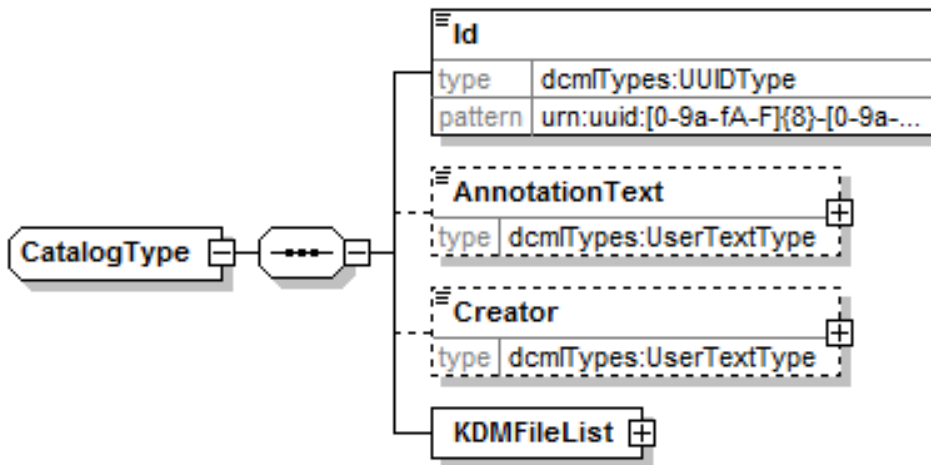 Id
type dcmlTypes:UUIDType
pattern urn:uuid:[0-9a-fA-F]{8}-[0-9a-...
AnnotationText
type dcmlTypes:UserTextType
CatalogType
Creator
type dcmlTypes:UserTextType
KDMFileList